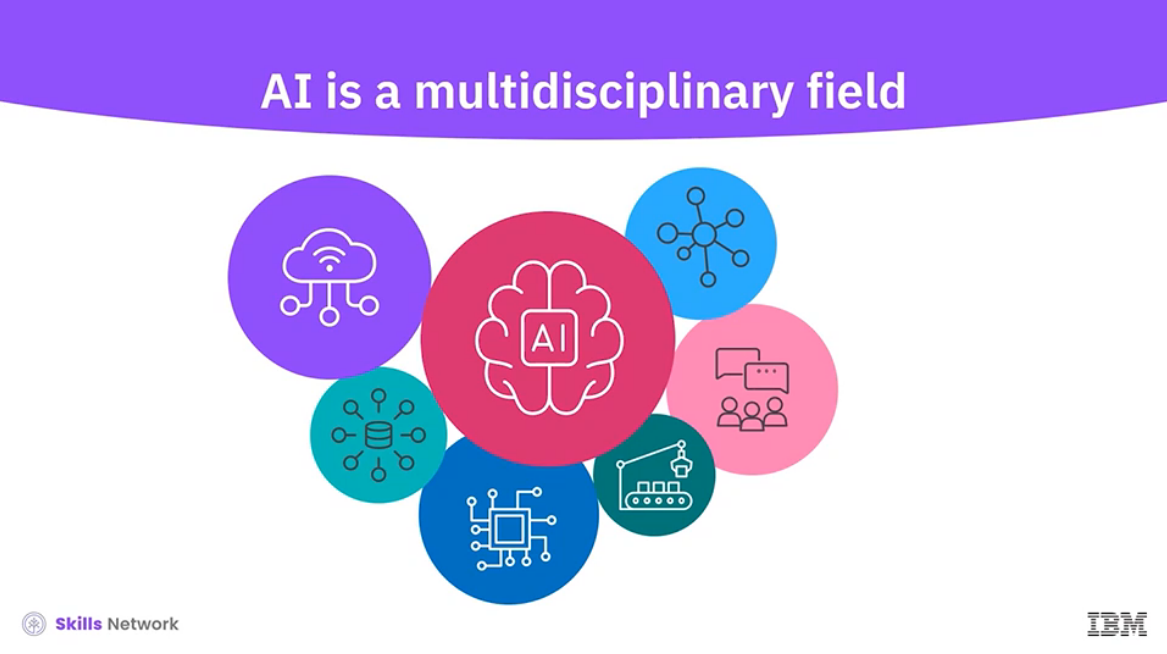 AI is a multidisciplinary field
AI
Skills Network
IBM